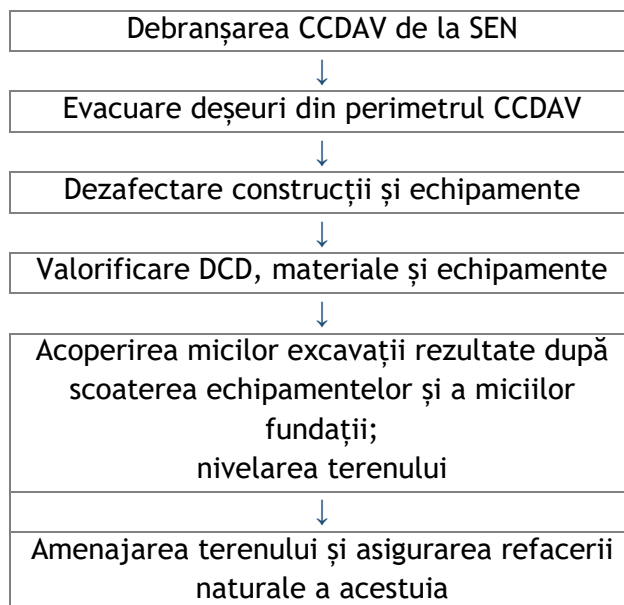 Debranșarea CCDAV de la SEN
↓
Evacuare deșeuri din perimetrul CCDAV
↓
Dezafectare construcții și echipamente
↓
Valorificare DCD, materiale și echipamente
↓
Acoperirea micilor excavații rezultate după
scoaterea echipamentelor și a miciilor
fundații;
nivelarea terenului
↓
Amenajarea terenului și asigurarea refacerii
naturale a acestuia